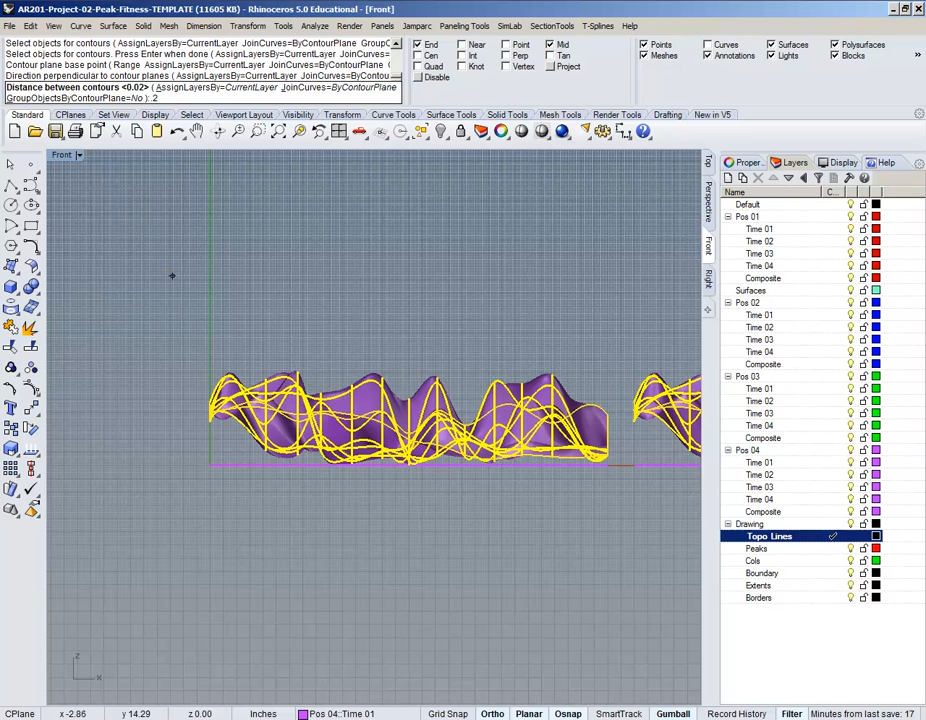 AR201-Project-02-Peak-Fitness-TEMPLATE (11605 KB) - Rhinoceros 5.0 Educational - [Front]
File Edit View Curve Surface Solid Mesh Dimension Transform Tools Analyze Render Panels Jamparc Paneling Tools SimLab SectionTools T-Splines Help
Select objects for contours ( AssignLayersBy=CurrentLayer JoinCurves=ByContourPlane GroupO
Select objects for contours. Press Enter when done ( AssignLayersBy=CurrentLayer JoinCurves=
Contour plane base point ( Range AssignLayersBy=CurrentLayer JoinCurves=ByContourPlane G
Direction perpendicular to contour planes ( AssignLayersBy=CurrentLayer JoinCurves=ByContou
Distance between contours <0.02> ( AssignLayersBy=CurrentLayer JoinCurves=ByContourPlane
GroupObjectsByContourPlane=No ):.2
End Near Point Mid
Cen Int Perp Tan
Quad Knot Vertex Project
Disable
Points Curves Surfaces Polysurfaces
Meshes Annotations Lights Blocks
Standard CPlanes Set View Display Select Viewport Layout Visibility Transform Curve Tools Surface Tools Solid Tools Mesh Tools Render Tools Drafting New in V5
Front
Top
Perspective
Front
Right
Proper... Layers Display Help
Name C...
Default
Pos 01
Time 01
Time 02
Time 03
Time 04
Composite
Surfaces
Pos 02
Time 01
Time 02
Time 03
Time 04
Composite
Pos 03
Time 01
Time 02
Time 03
Time 04
Composite
Pos 04
Time 01
Time 02
Time 03
Time 04
Composite
Drawing
Topo Lines
Peaks
Cols
Boundary
Extents
Borders
z
x
CPlane x -2.86 y 14.29 z 0.00 Inches Pos 04::Time 01 Grid Snap Ortho Planar Osnap SmartTrack Gumball Record History Filter Minutes from last save: 17